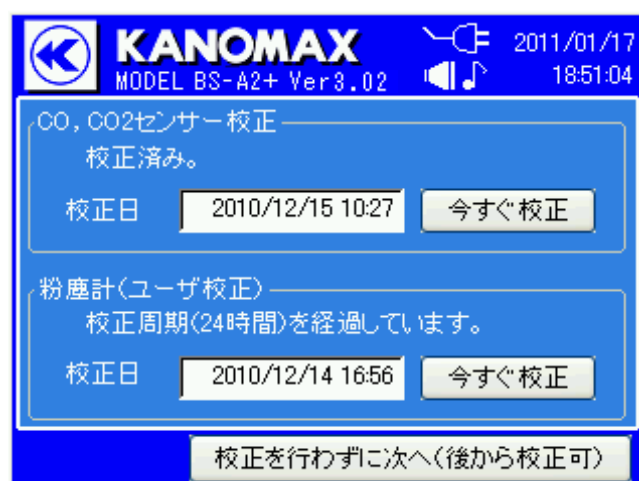 KANOMAX
2011/01/17
MODEL BS-A2+ Ver3.02
18:51:04
CO,CO2センサー校正
校正済み。
校正日 2010/12/15 10:27 今すぐ校正
粉塵計(ユーザ校正)
校正周期(24時間)を経過しています。
校正日 2010/12/14 16:56 今すぐ校正
校正を行わずに次へ(後から校正可)